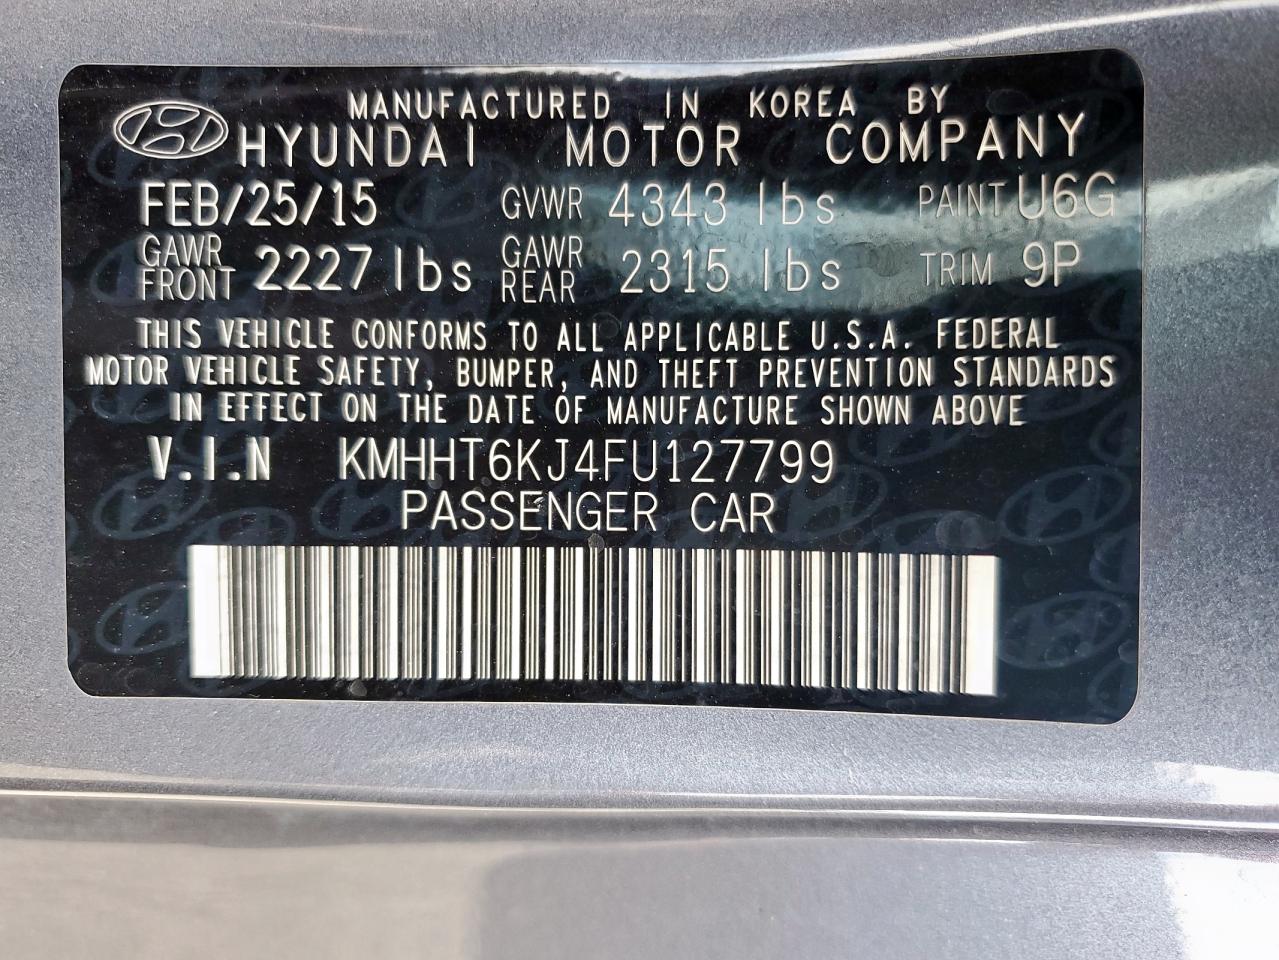 MANUFACTURED IN KOREA BY
HYUNDAI MOTOR COMPANY
FEB/25/15 GVWR 4343 lbs PAINT U6G
GAWR FRONT 2227 lbs GAWR REAR 2315 lbs TRIM 9P
THIS VEHICLE CONFORMS TO ALL APPLICABLE U.S.A. FEDERAL
MOTOR VEHICLE SAFETY, BUMPER, AND THEFT PREVENTION STANDARDS
IN EFFECT ON THE DATE OF MANUFACTURE SHOWN ABOVE
V.I.N KMHHT6KJ4FU127799
PASSENGER CAR